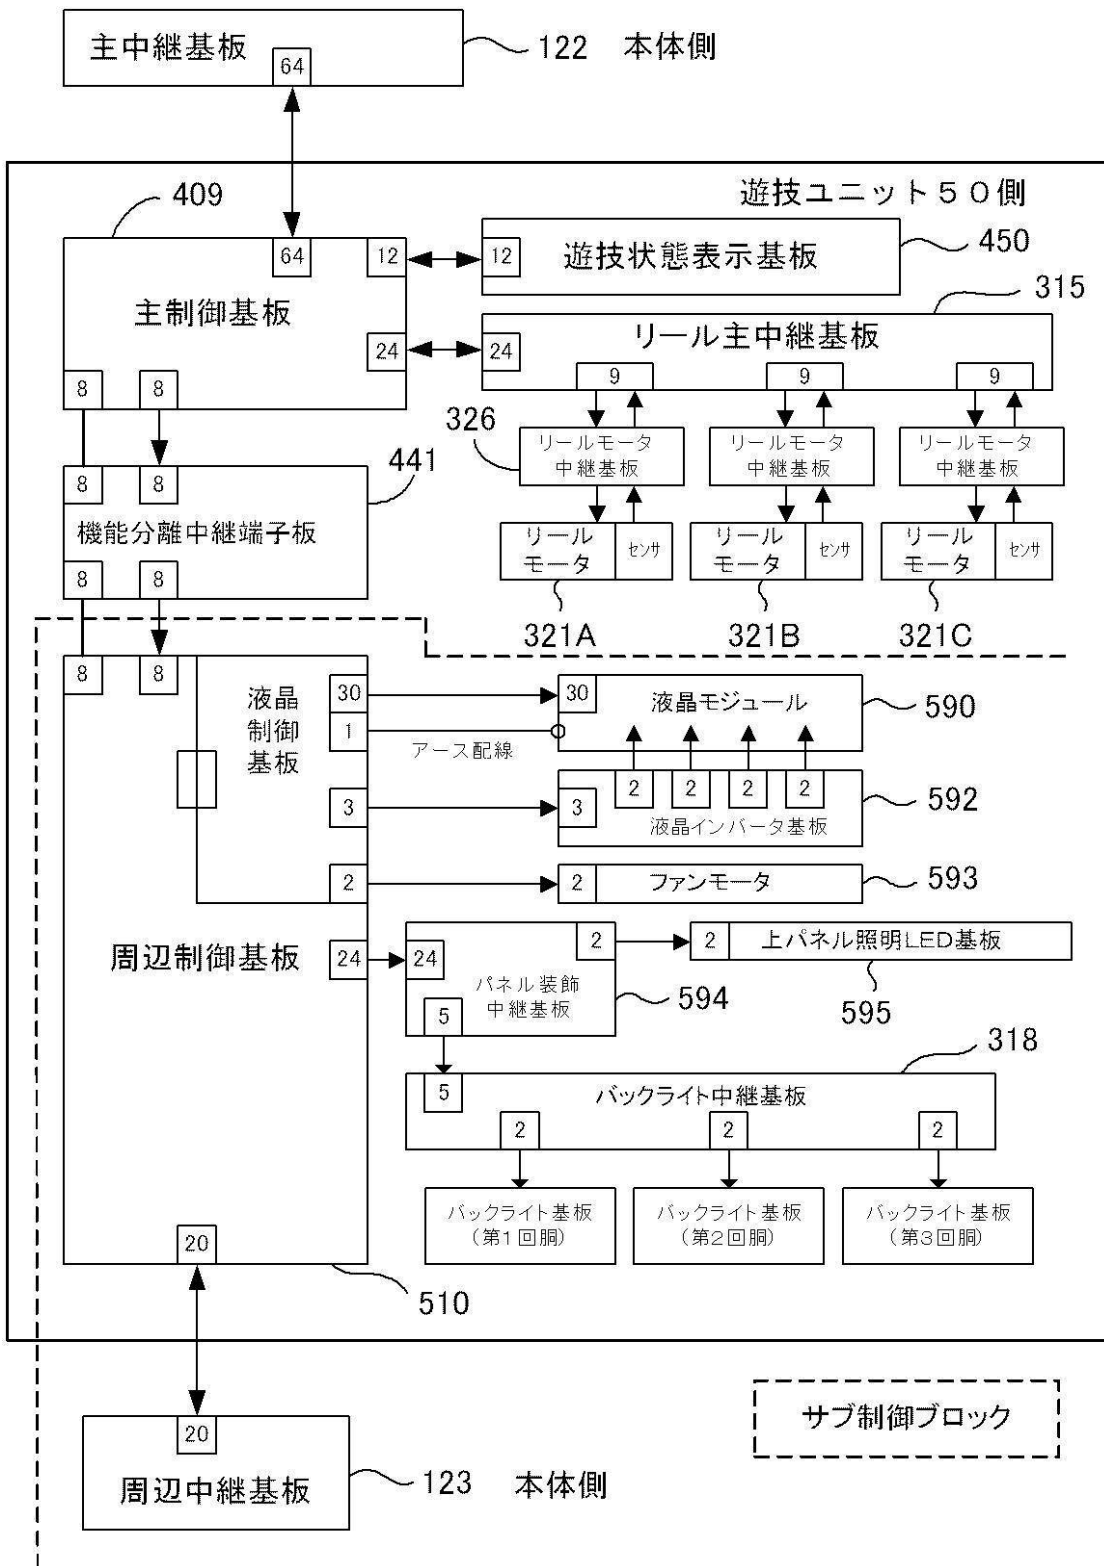 主中継基板
64
122 本体側
遊技ユニット５０側
409
64
12
12
遊技状態表示基板
450
主制御基板
315
24
24
リール主中継基板
8
8
9
9
9
326
リールモータ
中継基板
リールモータ
中継基板
リールモータ
中継基板
441
8
8
機能分離中継端子板
8
8
リール
モータ
センサ
リール
モータ
センサ
リール
モータ
センサ
321A
321B
321C
8
8
液晶
制御
基板
30
1
3
2
アース配線
30
液晶モジュール
590
2
2
2
2
3
液晶インバータ基板
592
2
ファンモータ
593
周辺制御基板
24
24
2
パネル装飾
中継基板
5
594
2
上パネル照明LED基板
595
318
5
バックライト中継基板
2
2
2
バックライト基板
(第1回胴)
バックライト基板
(第2回胴)
バックライト基板
(第3回胴)
20
510
20
周辺中継基板
123 本体側
サブ制御ブロック